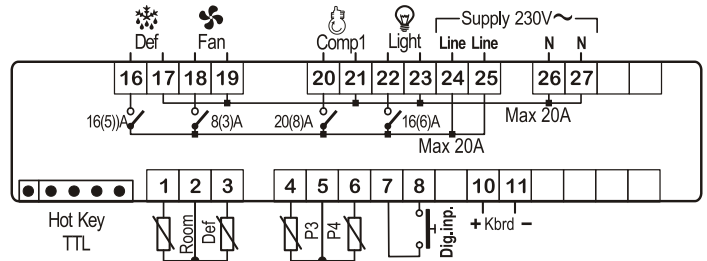 Supply 230V~
Def Fan Comp1 Light Line Line N N
16 17 18 19 20 21 22 23 24 25 26 27
16(5))A 8(3)A 20(8)A 16(6)A Max 20A
Max 20A
1 2 3 4 5 6 7 8 10 11
Hot Key
TTL
Room
Def
P3
P4
Dig.inp.
+ Kbrd −